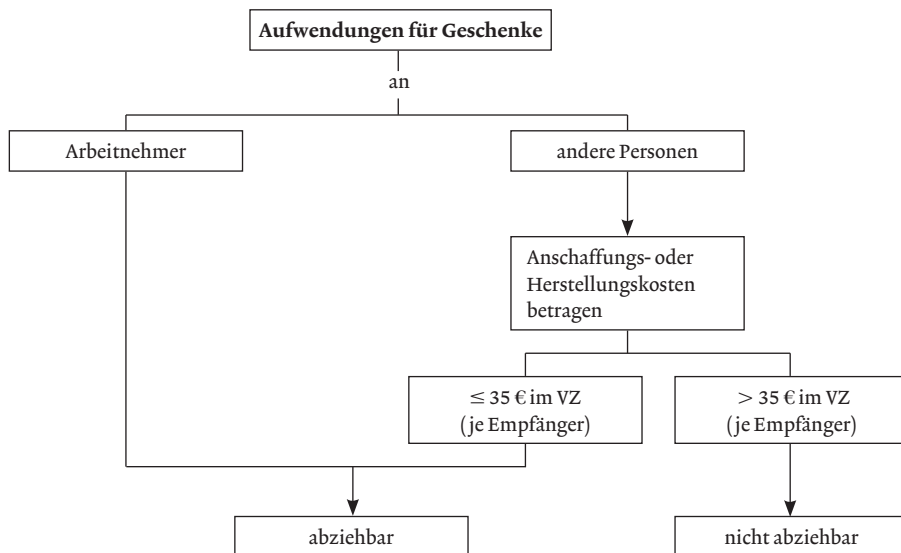 Aufwendungen für Geschenke
an
Arbeitnehmer
andere Personen
Anschaffungs- oder
Herstellungskosten
betragen
≤ 35 € im VZ
(je Empfänger)
> 35 € im VZ
(je Empfänger)
abziehbar
nicht abziehbar